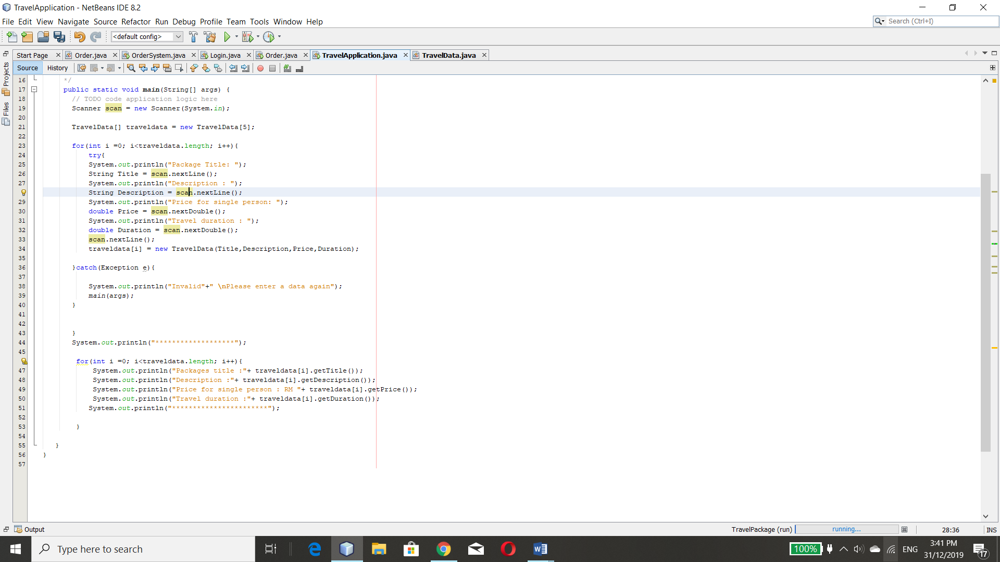 TravelApplication - NetBeans IDE 8.2
File Edit View Navigate Source Refactor Run Debug Profile Team Tools Window Help
Search (Ctrl+I)
<default config>
Start Page Order.java OrderSystem.java Login.java Order.java TravelApplication.java TravelData.java
Source History
Projects
Files
16 */
17 public static void main(String[] args) {
18 // TODO code application logic here
19 Scanner scan = new Scanner(System.in);
20
21 TravelData[] traveldata = new TravelData[5];
22
23 for(int i =0; i<traveldata.length; i++){
24 try{
25 System.out.println("Package Title: ");
26 String Title = scan.nextLine();
27 System.out.println("Description : ");
String Description = scan.nextLine();
29 System.out.println("Price for single person: ");
30 double Price = scan.nextDouble();
31 System.out.println("Travel duration : ");
32 double Duration = scan.nextDouble();
33 scan.nextLine();
34 traveldata[i] = new TravelData(Title,Description,Price,Duration);
35
36 }catch(Exception e){
37
38 System.out.println("Invalid"+" \nPlease enter a data again");
39 main(args);
40 }
41
42
43 }
44 System.out.println("*******************");
45
for(int i =0; i<traveldata.length; i++){
47 System.out.println("Packages title :"+ traveldata[i].getTitle());
48 System.out.println("Description :"+ traveldata[i].getDescription());
49 System.out.println("Price for single person : RM "+ traveldata[i].getPrice());
50 System.out.println("Travel duration :"+ traveldata[i].getDuration());
51 System.out.println("***********************");
52
53 }
54
55 }
56 }
57
Output
TravelPackage (run) running... 28:36 INS
Type here to search
100% ENG 3:41 PM
31/12/2019
17